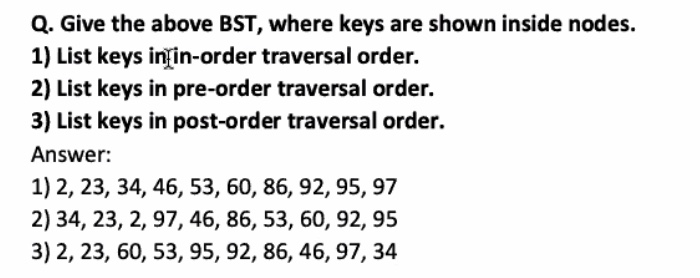 Q. Give the above BST, where keys are shown inside nodes.
1) List keys in in-order traversal order.
2) List keys in pre-order traversal order.
3) List keys in post-order traversal order.
Answer:
1) 2, 23, 34, 46, 53, 60, 86, 92, 95, 97
2) 34, 23, 2, 97, 46, 86, 53, 60, 92, 95
3) 2, 23, 60, 53, 95, 92, 86, 46, 97, 34